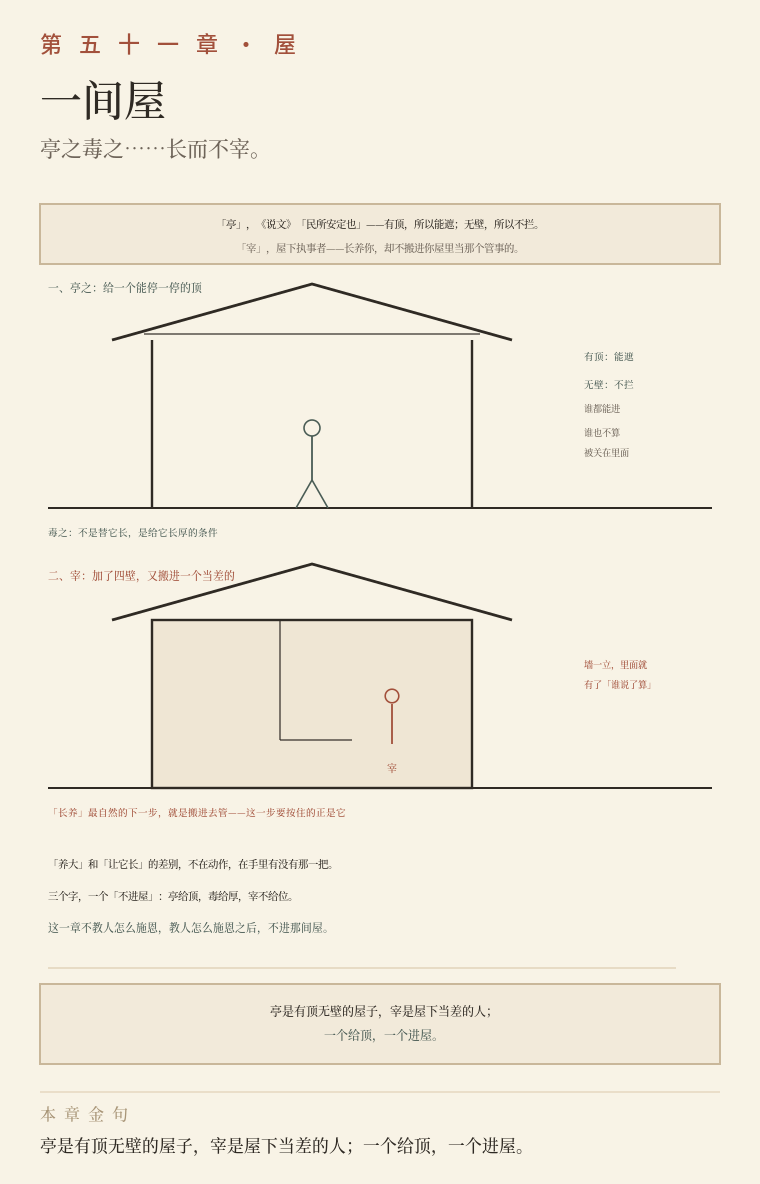 第五十一章・屋
一间屋
亭之毒之……长而不宰。
「亭」，《说文》「民所安定也」——有顶，所以能遮；无壁，所以不拦。
「宰」，屋下执事者——长养你，却不搬进你屋里当那个管事的。
一、亭之：给一个能停一停的顶
有顶：能遮
无壁：不拦
谁都能进
谁也不算
被关在里面
毒之：不是替它长，是给它长厚的条件
二、宰：加了四壁，又搬进一个当差的
墙一立，里面就
有了「谁说了算」
宰
「长养」最自然的下一步，就是搬进去管——这一步要按住的正是它
「养大」和「让它长」的差别，不在动作，在手里有没有那一把。
三个字，一个「不进屋」：亭给顶，毒给厚，宰不给位。
这一章不教人怎么施恩，教人怎么施恩之后，不进那间屋。
亭是有顶无壁的屋子，宰是屋下当差的人；
一个给顶，一个进屋。
本章金句
亭是有顶无壁的屋子，宰是屋下当差的人；一个给顶，一个进屋。